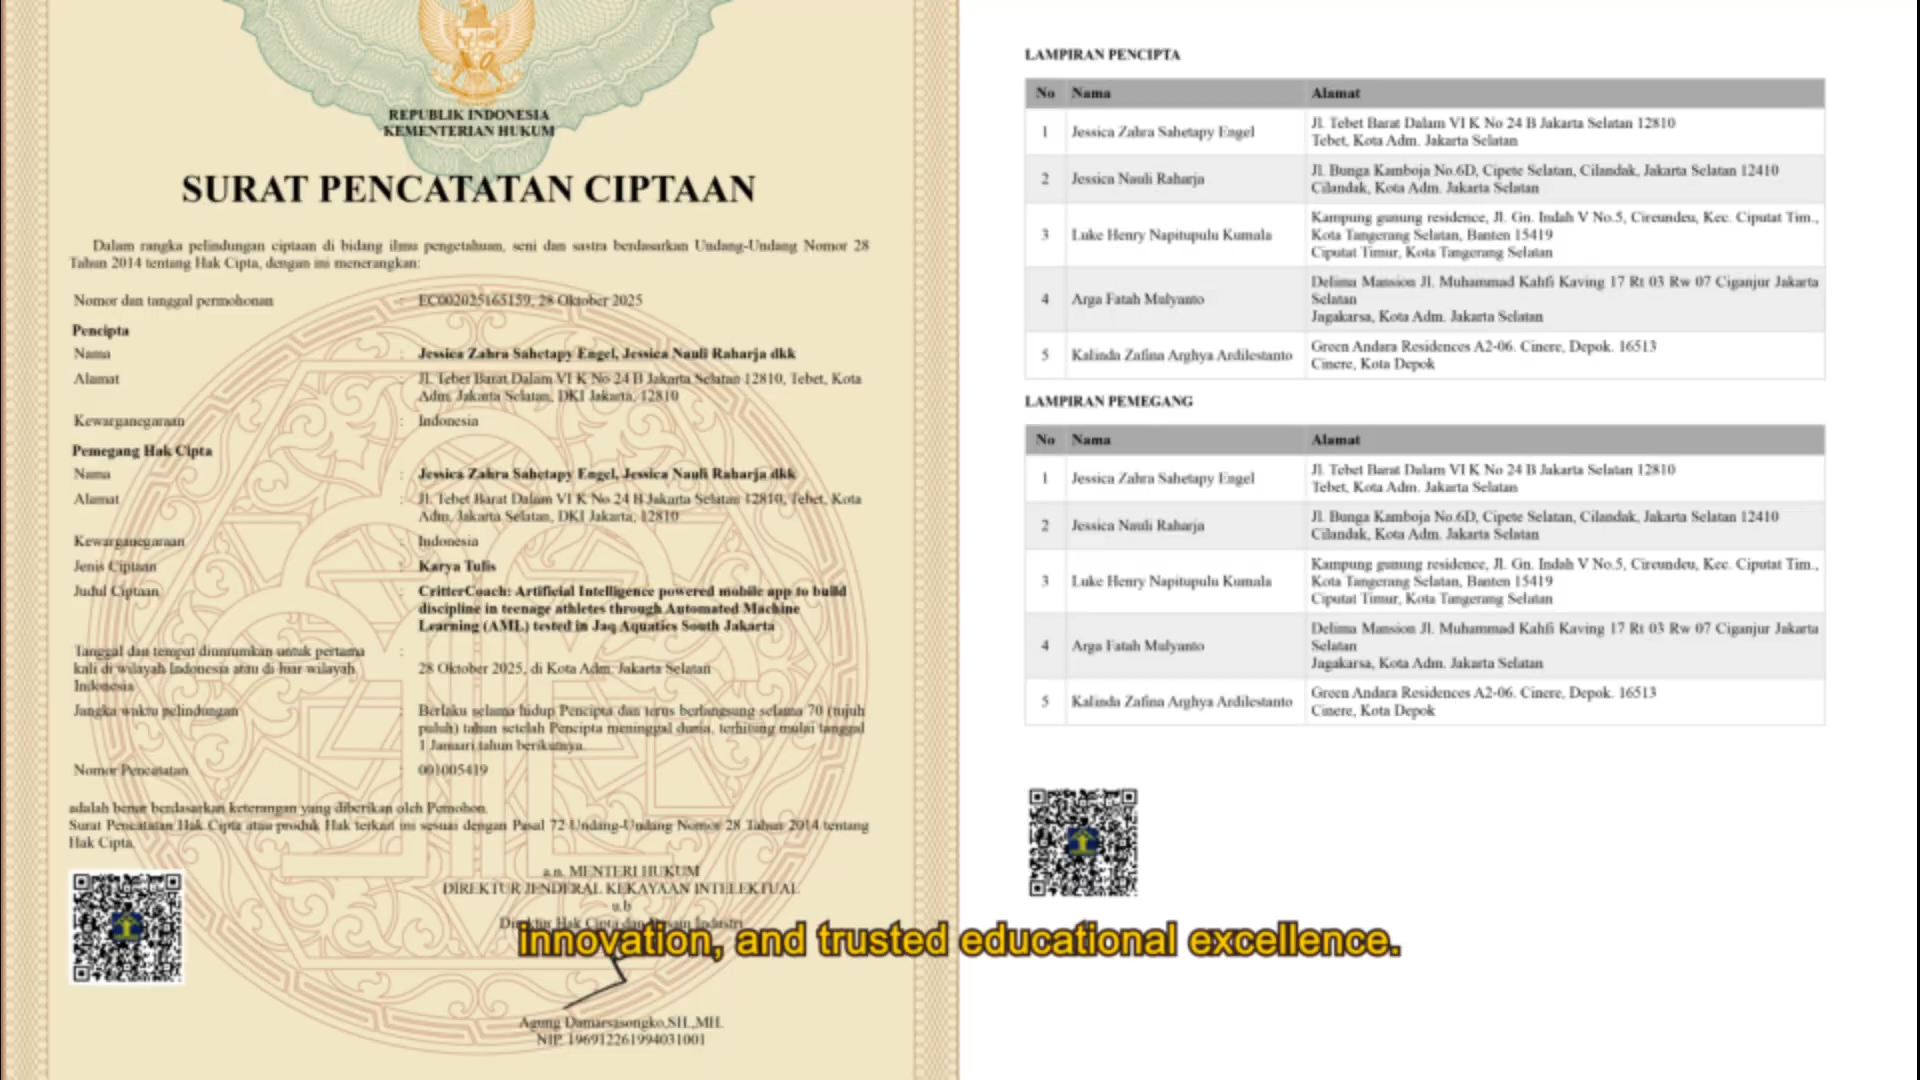 REPUBLIK INDONESIA
KEMENTERIAN HUKUM
SURAT PENCATATAN CIPTAAN
Dalam rangka pelindungan ciptaan di bidang ilmu pengetahuan, seni dan sastra berdasarkan Undang-Undang Nomor 28
Tahun 2014 tentang Hak Cipta, dengan ini menerangkan:
Nomor dan tanggal permohonan : EC002025165159, 28 Oktober 2025
Pencipta
Nama : Jessica Zahra Sahetapy Engel, Jessica Nauli Raharja dkk
Alamat : Jl. Tebet Barat Dalam VI K No 24 B Jakarta Selatan 12810, Tebet, Kota
Adm. Jakarta Selatan, DKI Jakarta, 12810
Kewarganegaraan : Indonesia
Pemegang Hak Cipta
Nama : Jessica Zahra Sahetapy Engel, Jessica Nauli Raharja dkk
Alamat : Jl. Tebet Barat Dalam VI K No 24 B Jakarta Selatan 12810, Tebet, Kota
Adm. Jakarta Selatan, DKI Jakarta, 12810
Kewarganegaraan : Indonesia
Jenis Ciptaan : Karya Tulis
Judul Ciptaan : CritterCoach: Artificial Intelligence powered mobile app to build
discipline in teenage athletes through Automated Machine
Learning (AML) tested in Jaq Aquatics South Jakarta
Tanggal dan tempat diumumkan untuk pertama :
kali di wilayah Indonesia atau di luar wilayah 28 Oktober 2025, di Kota Adm. Jakarta Selatan
Indonesia
Jangka waktu pelindungan : Berlaku selama hidup Pencipta dan terus berlangsung selama 70 (tujuh
puluh) tahun setelah Pencipta meninggal dunia, terhitung mulai tanggal
1 Januari tahun berikutnya.
Nomor Pencatatan : 001005419
adalah benar berdasarkan keterangan yang diberikan oleh Pemohon.
Surat Pencatatan Hak Cipta atau produk Hak terkait ini sesuai dengan Pasal 72 Undang-Undang Nomor 28 Tahun 2014 tentang
Hak Cipta.
a.n. MENTERI HUKUM
DIREKTUR JENDERAL KEKAYAAN INTELEKTUAL
u.b
Direktur Hak Cipta dan Desain Industri
Agung Damarsasongko,SH.,MH.
NIP. 196912261994031001
LAMPIRAN PENCIPTA
No Nama Alamat
1 Jessica Zahra Sahetapy Engel Jl. Tebet Barat Dalam VI K No 24 B Jakarta Selatan 12810
Tebet, Kota Adm. Jakarta Selatan
2 Jessica Nauli Raharja Jl. Bunga Kamboja No.6D, Cipete Selatan, Cilandak, Jakarta Selatan 12410
Cilandak, Kota Adm. Jakarta Selatan
3 Luke Henry Napitupulu Kumala Kampung gunung residence, Jl. Gn. Indah V No.5, Cireundeu, Kec. Ciputat Tim.,
Kota Tangerang Selatan, Banten 15419
Ciputat Timur, Kota Tangerang Selatan
4 Arga Fatah Mulyanto Delima Mansion Jl. Muhammad Kahfi Kaving 17 Rt 03 Rw 07 Ciganjur Jakarta
Selatan
Jagakarsa, Kota Adm. Jakarta Selatan
5 Kalinda Zafina Arghya Ardilestanto Green Andara Residences A2-06. Cinere, Depok. 16513
Cinere, Kota Depok
LAMPIRAN PEMEGANG
No Nama Alamat
1 Jessica Zahra Sahetapy Engel Jl. Tebet Barat Dalam VI K No 24 B Jakarta Selatan 12810
Tebet, Kota Adm. Jakarta Selatan
2 Jessica Nauli Raharja Jl. Bunga Kamboja No.6D, Cipete Selatan, Cilandak, Jakarta Selatan 12410
Cilandak, Kota Adm. Jakarta Selatan
3 Luke Henry Napitupulu Kumala Kampung gunung residence, Jl. Gn. Indah V No.5, Cireundeu, Kec. Ciputat Tim.,
Kota Tangerang Selatan, Banten 15419
Ciputat Timur, Kota Tangerang Selatan
4 Arga Fatah Mulyanto Delima Mansion Jl. Muhammad Kahfi Kaving 17 Rt 03 Rw 07 Ciganjur Jakarta
Selatan
Jagakarsa, Kota Adm. Jakarta Selatan
5 Kalinda Zafina Arghya Ardilestanto Green Andara Residences A2-06. Cinere, Depok. 16513
Cinere, Kota Depok
innovation, and trusted educational excellence.